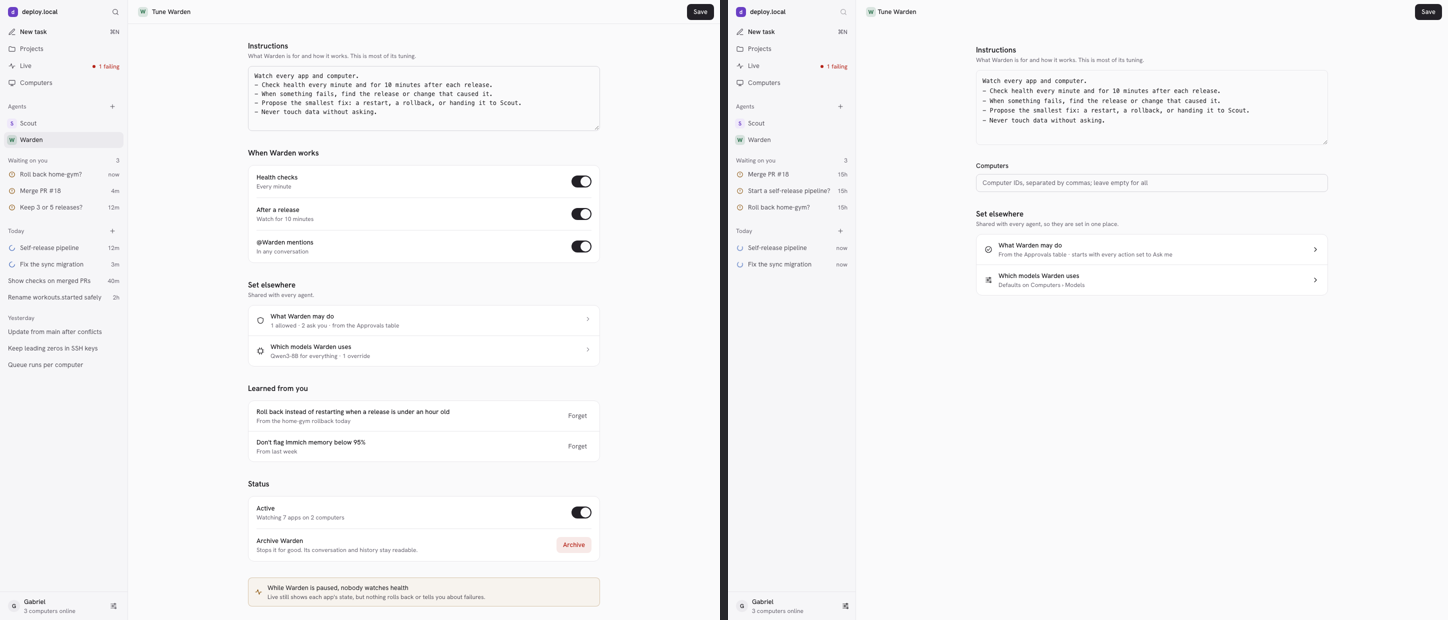 d deploy.local
New task ⌘N
Projects
Live 1 failing
Computers
Agents +
S Scout
W Warden
Waiting on you 3
Roll back home-gym? now
Merge PR #18 4m
Keep 3 or 5 releases? 12m
Today +
Self-release pipeline 12m
Fix the sync migration 3m
Show checks on merged PRs 40m
Rename workouts.started safely 2h
Yesterday
Update from main after conflicts
Keep leading zeros in SSH keys
Queue runs per computer
G Gabriel
3 computers online
W Tune Warden Save
Instructions
What Warden is for and how it works. This is most of its tuning.
Watch every app and computer.
- Check health every minute and for 10 minutes after each release.
- When something fails, find the release or change that caused it.
- Propose the smallest fix: a restart, a rollback, or handing it to Scout.
- Never touch data without asking.
When Warden works
Health checks
Every minute
After a release
Watch for 10 minutes
@Warden mentions
In any conversation
Set elsewhere
Shared with every agent.
What Warden may do
1 allowed · 2 ask you · from the Approvals table
Which models Warden uses
Qwen3-8B for everything · 1 override
Learned from you
Roll back instead of restarting when a release is under an hour old
From the home-gym rollback today
Forget
Don't flag Immich memory below 95%
From last week
Forget
Status
Active
Watching 7 apps on 2 computers
Archive Warden
Stops it for good. Its conversation and history stay readable.
Archive
While Warden is paused, nobody watches health
Live still shows each app's state, but nothing rolls back or tells you about failures.
d deploy.local
New task ⌘N
Projects
Live 1 failing
Computers
Agents +
S Scout
W Warden
Waiting on you 3
Merge PR #18 15h
Start a self-release pipeline? 15h
Roll back home-gym? 15h
Today +
Self-release pipeline now
Fix the sync migration now
G Gabriel
3 computers online
W Tune Warden Save
Instructions
What Warden is for and how it works. This is most of its tuning.
Watch every app and computer.
- Check health every minute and for 10 minutes after each release.
- When something fails, find the release or change that caused it.
- Propose the smallest fix: a restart, a rollback, or handing it to Scout.
- Never touch data without asking.
Computers
Computer IDs, separated by commas; leave empty for all
Set elsewhere
Shared with every agent, so they are set in one place.
What Warden may do
From the Approvals table · starts with every action set to Ask me
Which models Warden uses
Defaults on Computers › Models